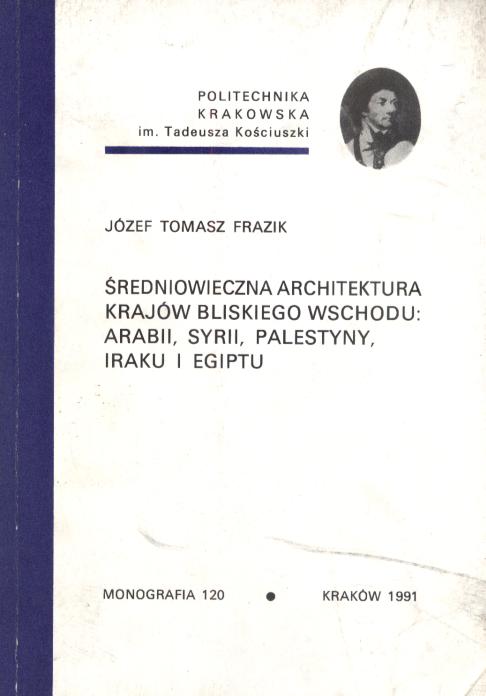 POLITECHNIKA
KRAKOWSKA
im. Tadeusza Kościuszki
JÓZEF TOMASZ FRAZIK
ŚREDNIOWIECZNA ARCHITEKTURA
KRAJÓW BLISKIEGO WSCHODU:
ARABII, SYRII, PALESTYNY,
IRAKU I EGIPTU
MONOGRAFIA 120 ● KRAKÓW 1991